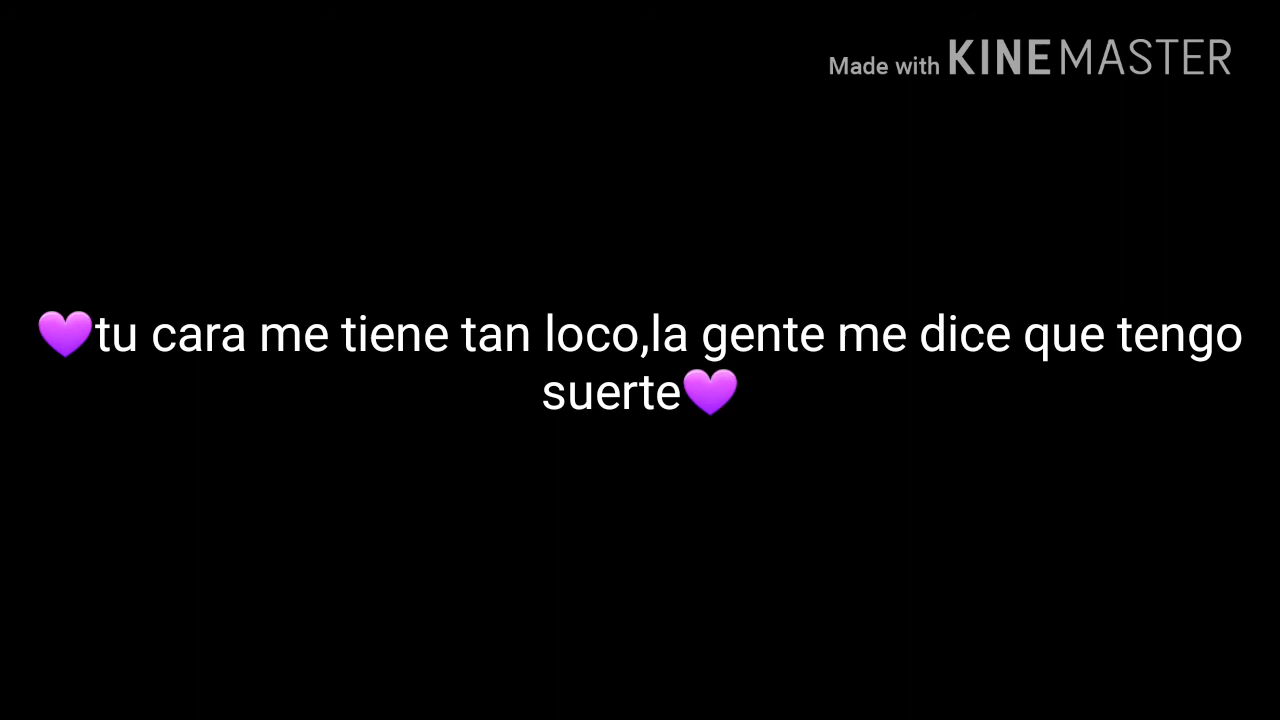 Made with KINEMASTER
💜tu cara me tiene tan loco,la gente me dice que tengo
suerte💜